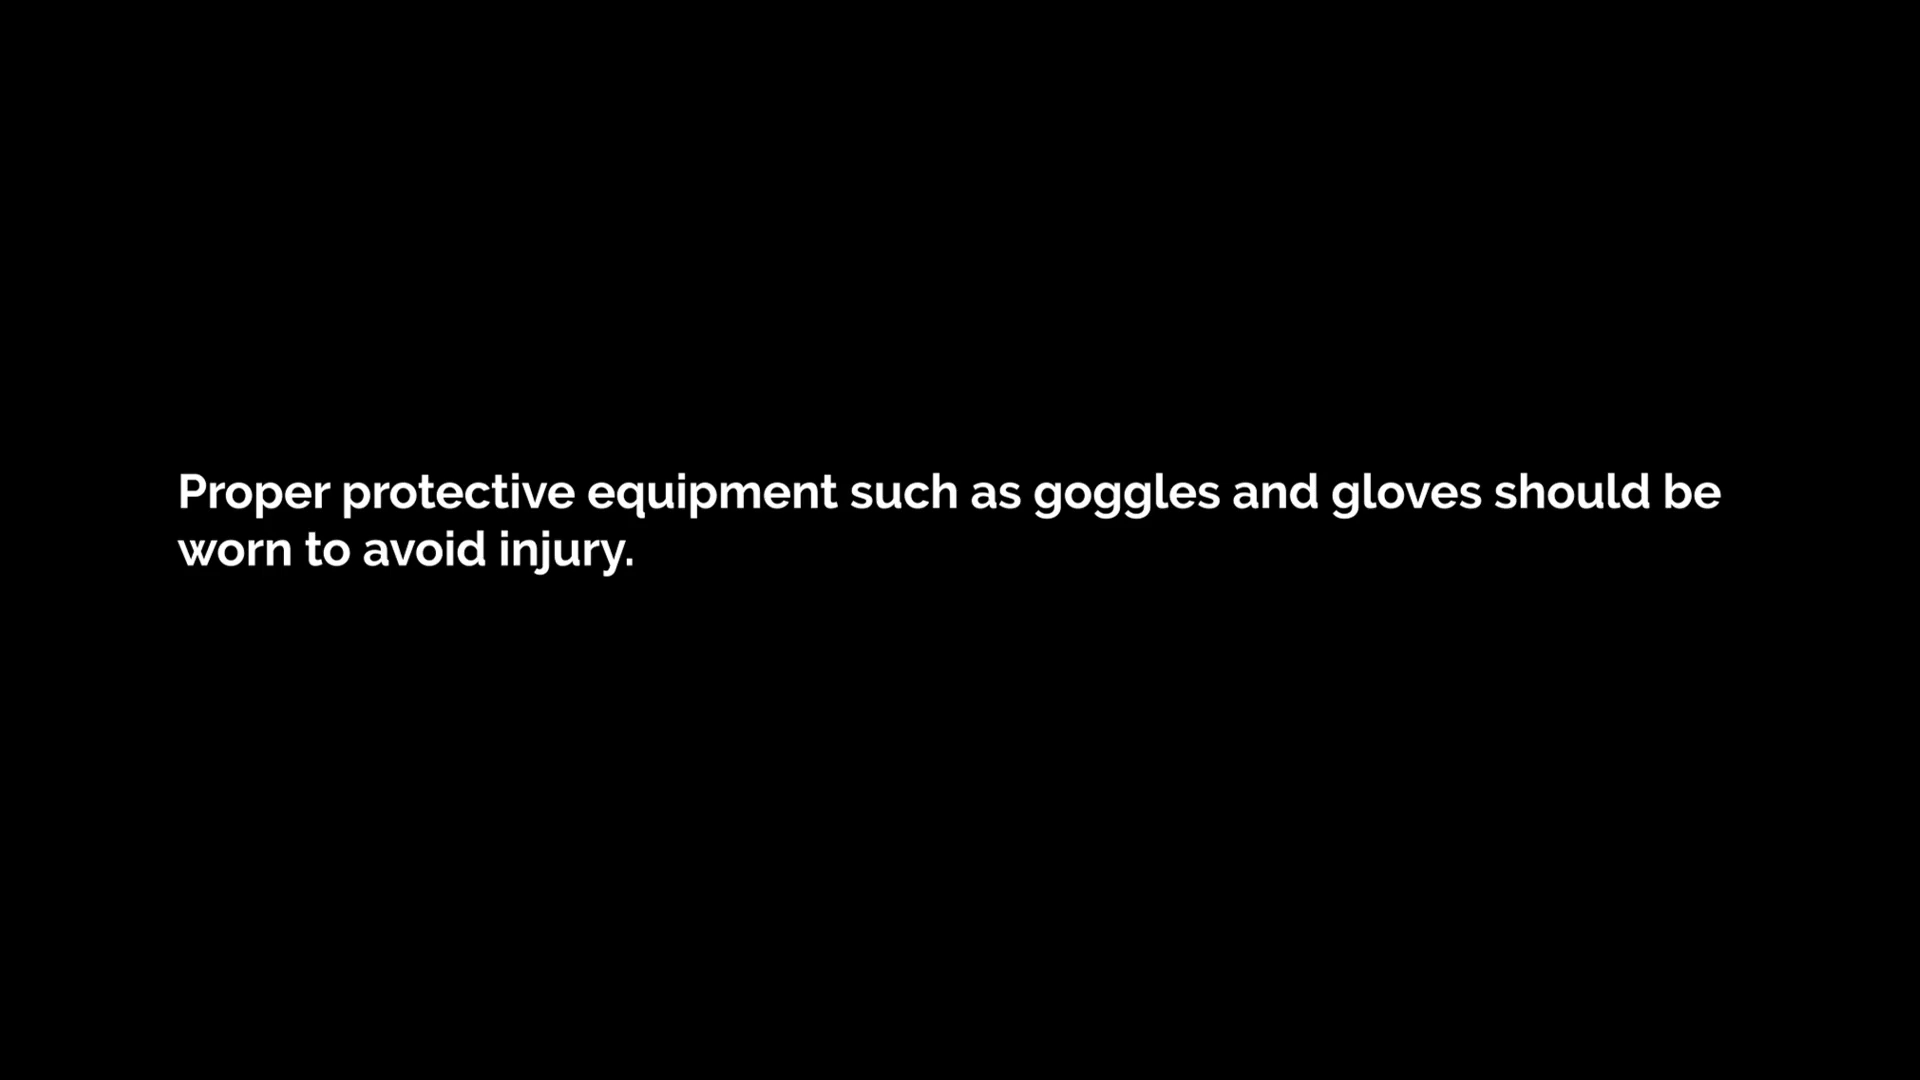 Proper protective equipment such as goggles and gloves should be
worn to avoid injury.